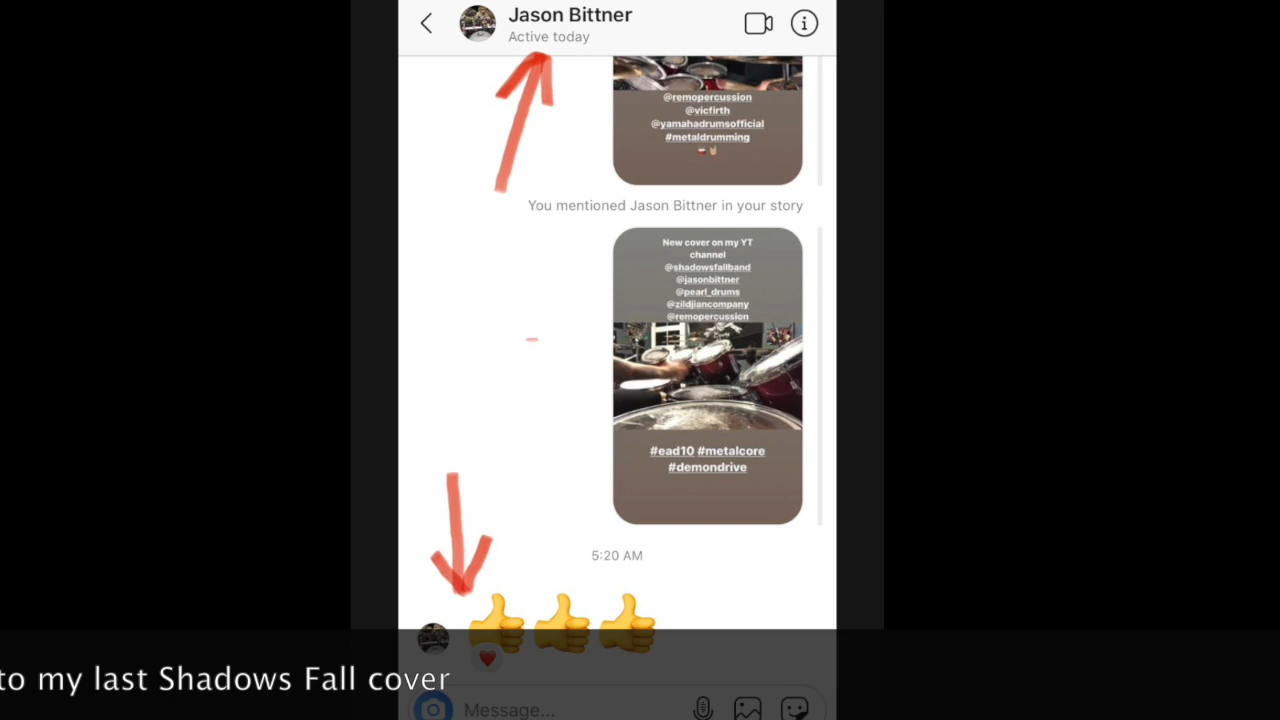 Jason Bittner
Active today
@remopercussion
@vicfirth
@yamahadrumsofficial
#metaldrumming
You mentioned Jason Bittner in your story
New cover on my YT
channel
@shadowsfallband
@jasonbittner
@pearl_drums
@zildjiancompany
@remopercussion
#ead10 #metalcore
#demondrive
5:20 AM
to my last Shadows Fall cover
Message...